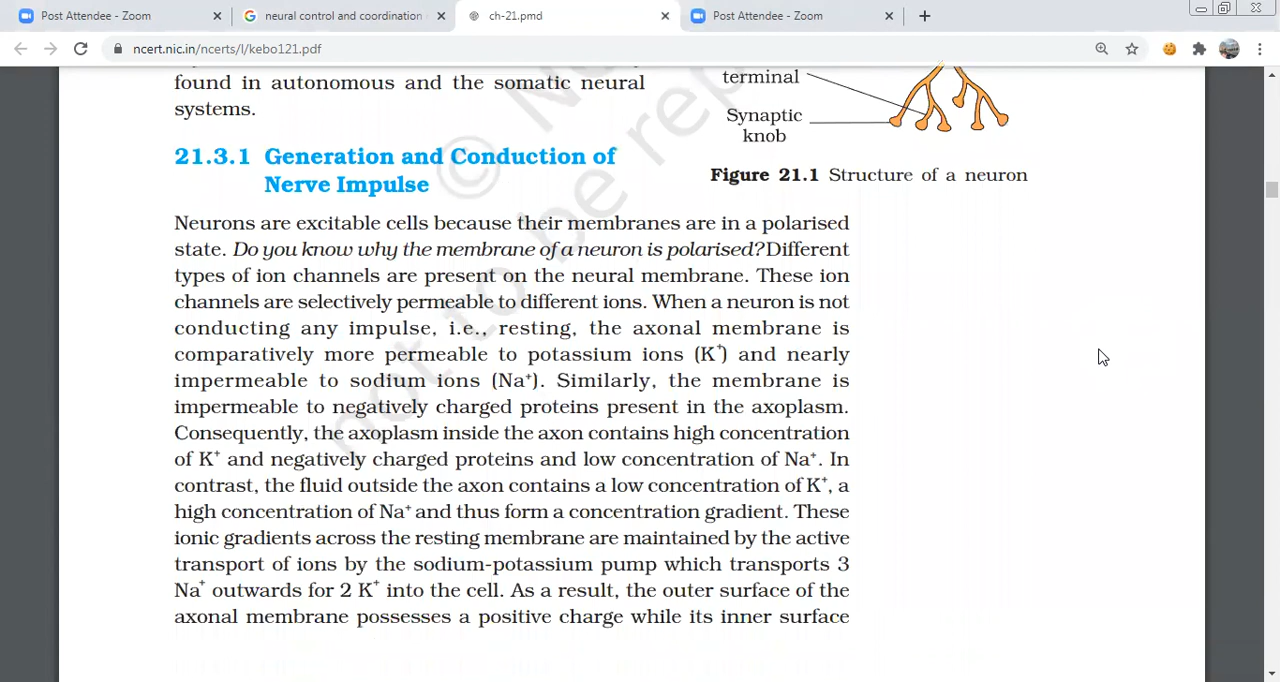 Post Attendee - Zoom
neural control and coordination
ch-21.pmd
Post Attendee - Zoom
ncert.nic.in/ncerts/l/kebo121.pdf
found in autonomous and the somatic neural
systems.
terminal
Synaptic
knob
21.3.1 Generation and Conduction of
Nerve Impulse
Figure 21.1 Structure of a neuron
Neurons are excitable cells because their membranes are in a polarised
state. Do you know why the membrane of a neuron is polarised? Different
types of ion channels are present on the neural membrane. These ion
channels are selectively permeable to different ions. When a neuron is not
conducting any impulse, i.e., resting, the axonal membrane is
comparatively more permeable to potassium ions (K⁺) and nearly
impermeable to sodium ions (Na⁺). Similarly, the membrane is
impermeable to negatively charged proteins present in the axoplasm.
Consequently, the axoplasm inside the axon contains high concentration
of K⁺ and negatively charged proteins and low concentration of Na⁺. In
contrast, the fluid outside the axon contains a low concentration of K⁺, a
high concentration of Na⁺ and thus form a concentration gradient. These
ionic gradients across the resting membrane are maintained by the active
transport of ions by the sodium-potassium pump which transports 3
Na⁺ outwards for 2 K⁺ into the cell. As a result, the outer surface of the
axonal membrane possesses a positive charge while its inner surface
© N
not to be rep